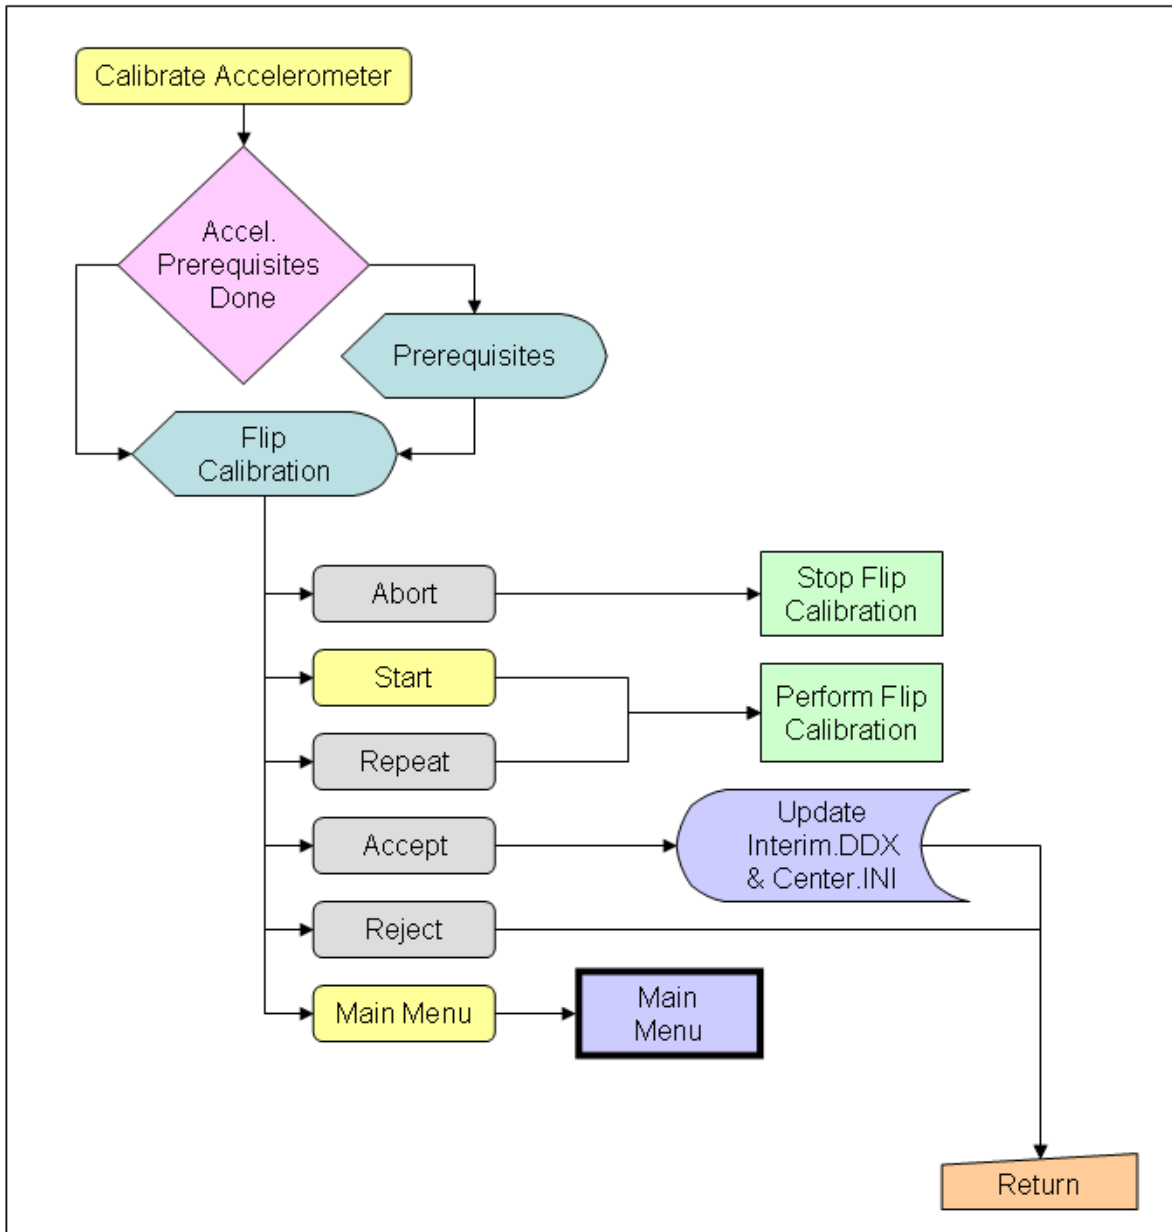 Calibrate Accelerometer
Accel.
Prerequisites
Done
Prerequisites
Flip
Calibration
Abort
Stop Flip
Calibration
Start
Perform Flip
Calibration
Repeat
Accept
Update
Interim.DDX
& Center.INI
Reject
Main Menu
Main
Menu
Return